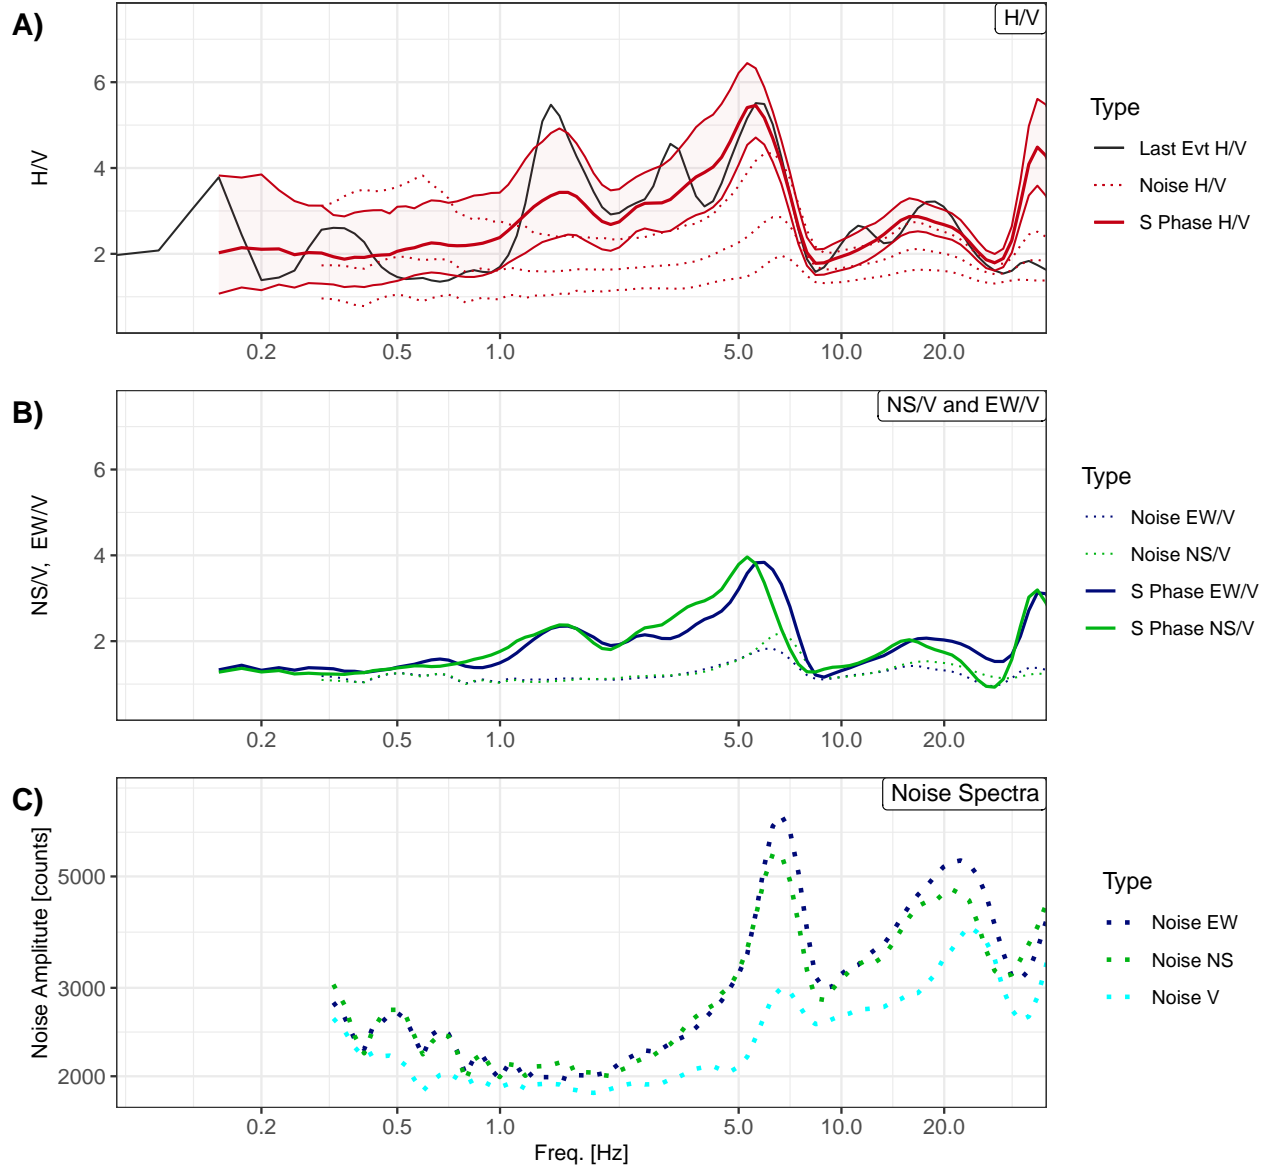 A)
H/V
H/V
6
4
2
0.2 0.5 1.0 5.0 10.0 20.0
Type
Last Evt H/V
Noise H/V
S Phase H/V
B)
NS/V and EW/V
NS/V, EW/V
6
4
2
0.2 0.5 1.0 5.0 10.0 20.0
Type
Noise EW/V
Noise NS/V
S Phase EW/V
S Phase NS/V
C)
Noise Spectra
Noise Amplitude [counts]
5000
3000
2000
0.2 0.5 1.0 5.0 10.0 20.0
Freq. [Hz]
Type
Noise EW
Noise NS
Noise V